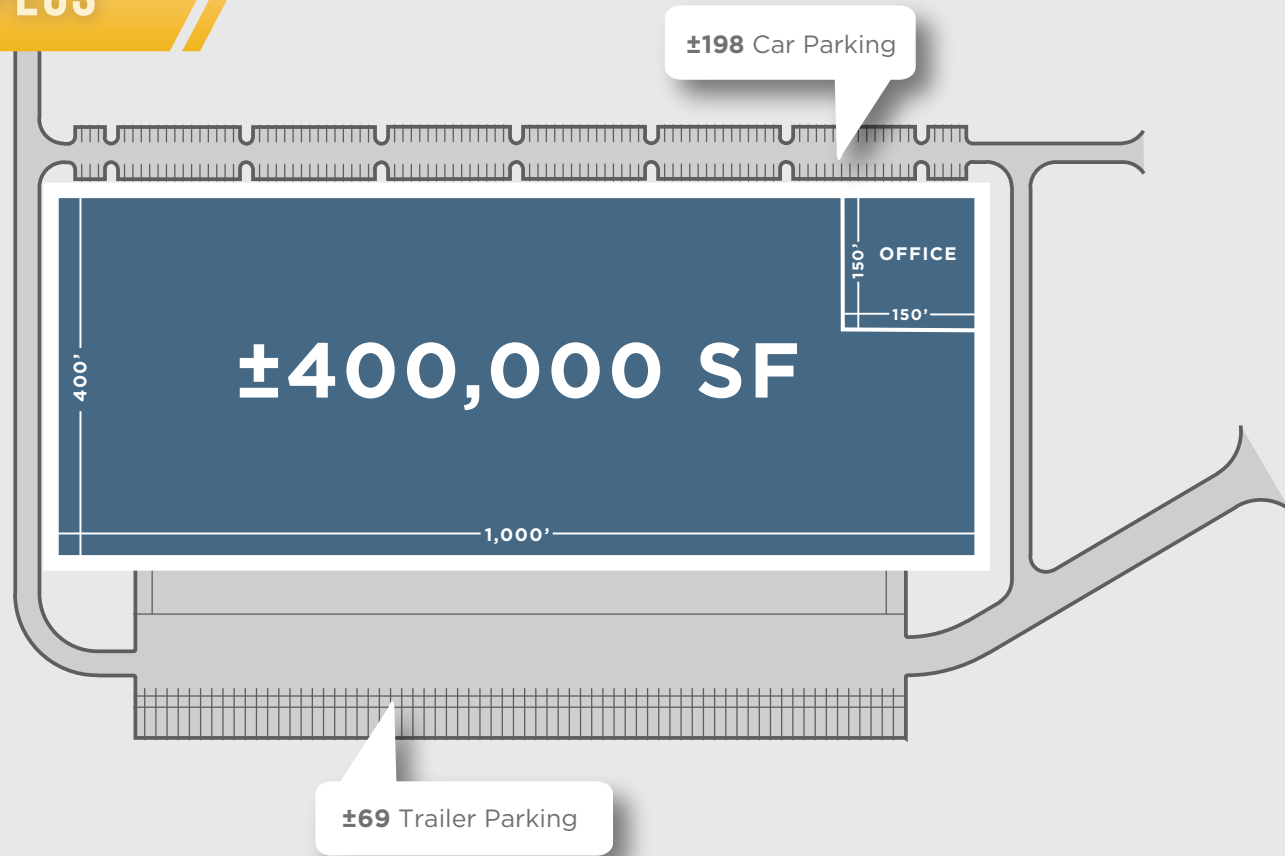 ±198 Car Parking
150’
OFFICE
150’
±400,000 SF
400’
1,000’
±69 Trailer Parking